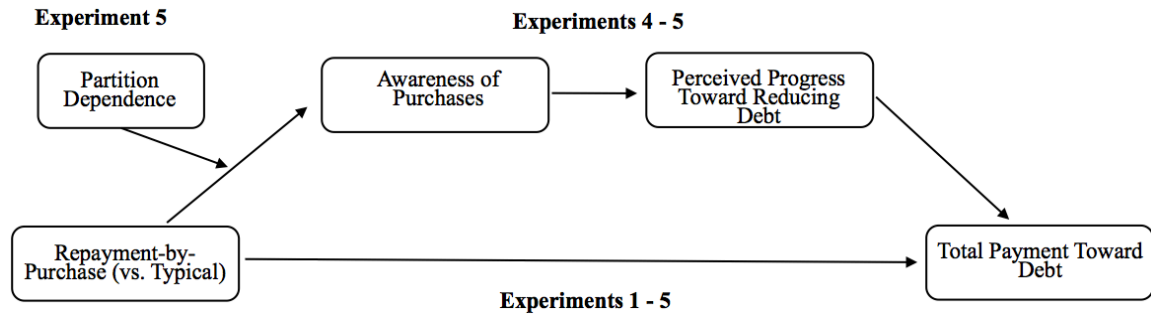 Experiment 5
Experiments 4 - 5
Partition
Dependence
Awareness of
Purchases
Perceived Progress
Toward Reducing
Debt
Repayment-by-
Purchase (vs. Typical)
Total Payment Toward
Debt
Experiments 1 - 5